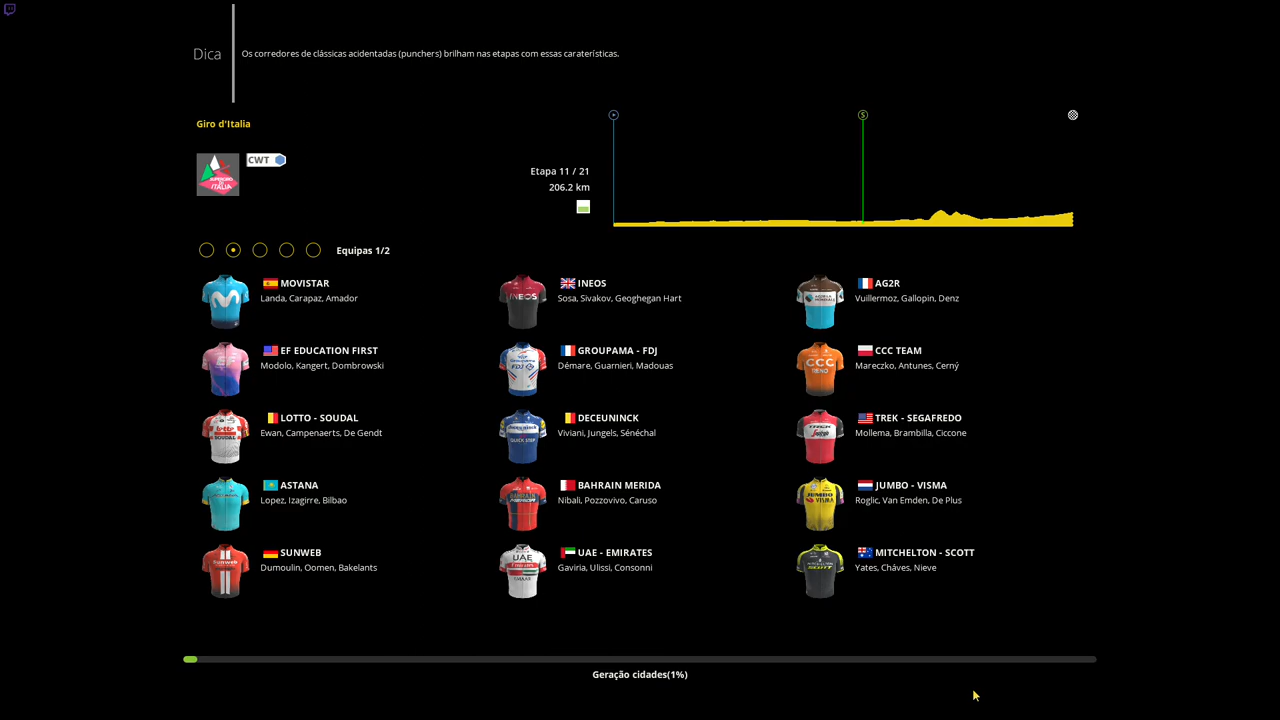 Dica
Os corredores de clássicas acidentadas (punchers) brilham nas etapas com essas caraterísticas.
Giro d'Italia
CWT
Etapa 11 / 21
206.2 km
S
Equipas 1/2
MOVISTAR
Landa, Carapaz, Amador
INEOS
Sosa, Sivakov, Geoghegan Hart
AG2R
Vuillermoz, Gallopin, Denz
EF EDUCATION FIRST
Modolo, Kangert, Dombrowski
GROUPAMA - FDJ
Démare, Guarnieri, Madouas
CCC TEAM
Mareczko, Antunes, Cerný
LOTTO - SOUDAL
Ewan, Campenaerts, De Gendt
DECEUNINCK
Viviani, Jungels, Sénéchal
TREK - SEGAFREDO
Mollema, Brambilla, Ciccone
ASTANA
Lopez, Izagirre, Bilbao
BAHRAIN MERIDA
Nibali, Pozzovivo, Caruso
JUMBO - VISMA
Roglic, Van Emden, De Plus
SUNWEB
Dumoulin, Oomen, Bakelants
UAE - EMIRATES
Gaviria, Ulissi, Consonni
MITCHELTON - SCOTT
Yates, Cháves, Nieve
Geração cidades(1%)